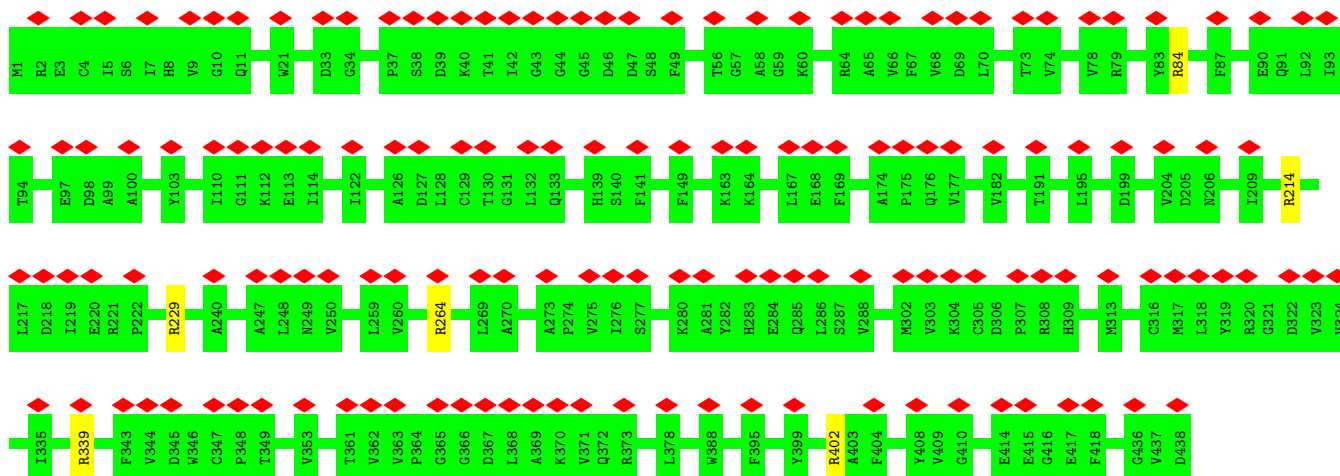 M1 R2 E3 C4 I5 S6 I7 H8 V9 G10 Q11 W21 D33 G34 P37 S38 D39 K40 T41 I42 G43 G44 G45 D46 D47 S48 F49 T56 G57 A58 G59 K60 R64 A65 V66 F67 V68 D69 L70 T73 V74 V78 R79 Y83 R84 F87 E90 Q91 L92 I93
T94 E97 D98 A99 A100 Y103 I110 G111 K112 E113 I114 I122 A126 D127 L128 C129 T130 G131 L132 Q133 H139 S140 F141 F149 K163 K164 L167 E168 F169 A174 P175 Q176 V177 V182 T191 L195 D199 V204 D205 N206 I209 R214
L217 D218 I219 E220 R221 P222 R229 A240 A247 L248 N249 V250 L259 V260 R264 L269 A270 A273 P274 V275 I276 S277 K280 A281 Y282 H283 E284 Q285 L286 S287 V288 M302 V303 K304 C305 D306 P307 R308 H309 M313 C316 M317 L318 Y319 R320 G321 D322 V323
I335 R339 F343 V344 D345 W346 C347 P348 T349 V353 T361 V362 V363 P364 G365 G366 D367 L368 A369 K370 V371 Q372 R373 L378 W388 F395 Y399 R402 A403 F404 Y408 V409 G410 E414 E415 G416 E417 F418 G436 V437 D438